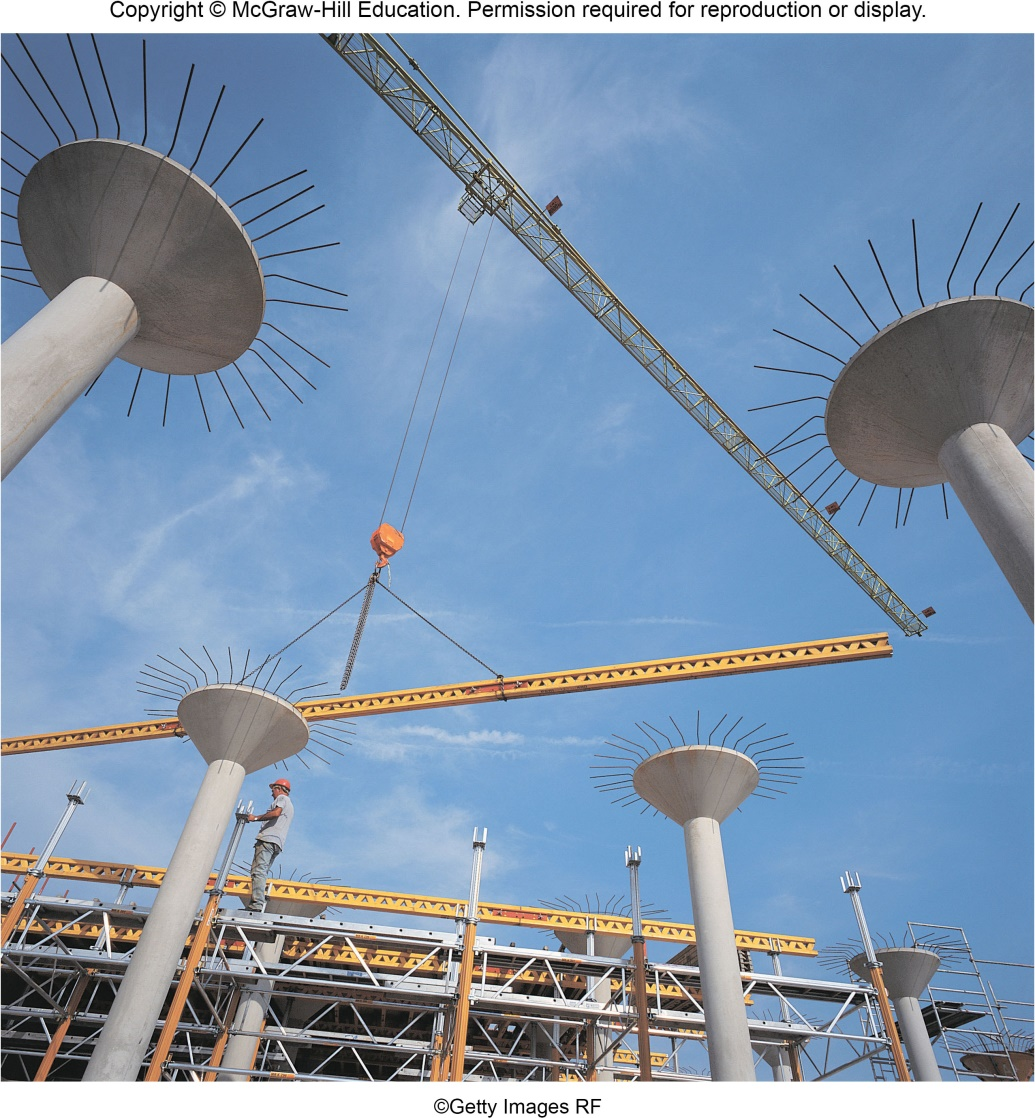 Copyright © McGraw-Hill Education. Permission required for reproduction or display.
©Getty Images RF